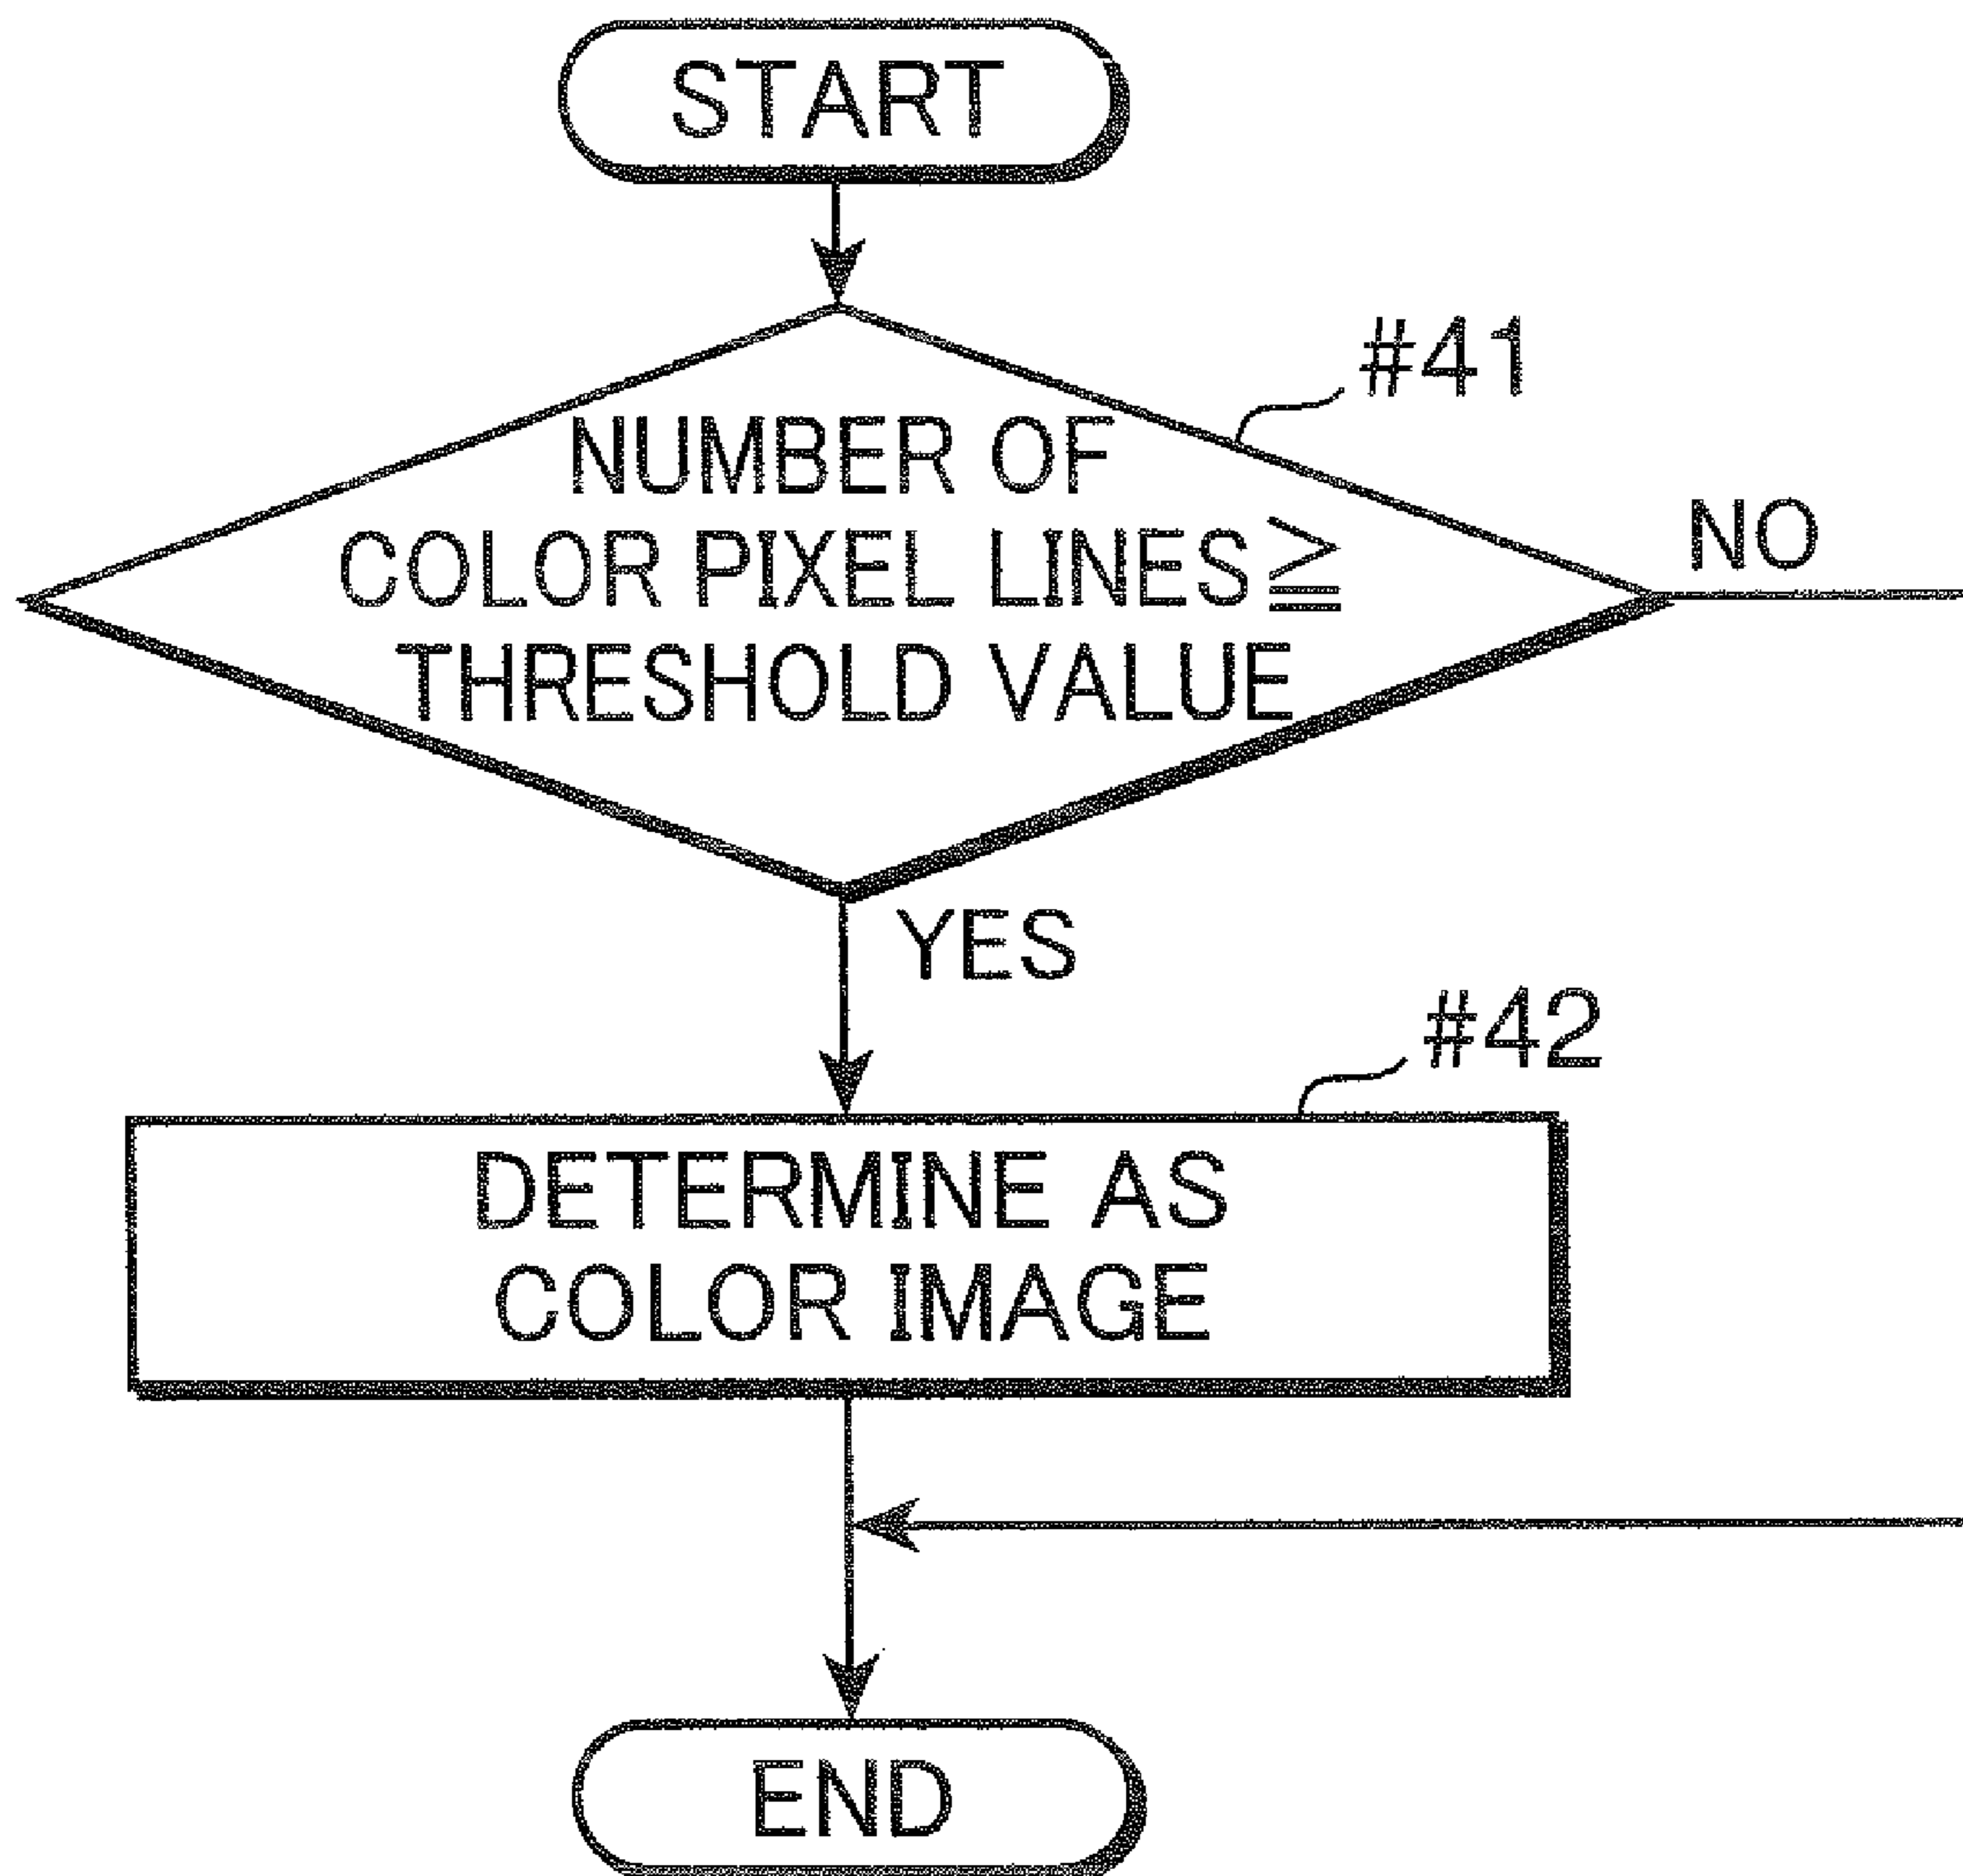 START
#41
NUMBER OF
COLOR PIXEL LINES≧
THRESHOLD VALUE
NO
YES
#42
DETERMINE AS
COLOR IMAGE
END